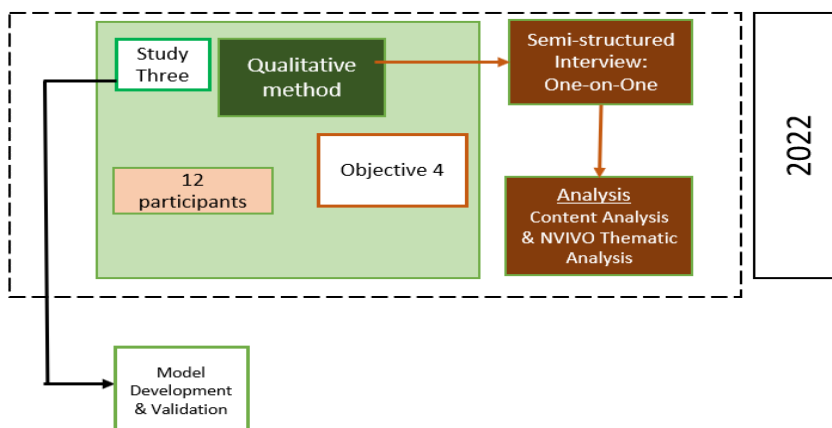 Study
Three
Qualitative
method
Semi-structured
Interview:
One-on-One
2022
12
participants
Objective 4
Analysis
Content Analysis
& NVIVO Thematic
Analysis
Model
Development
& Validation